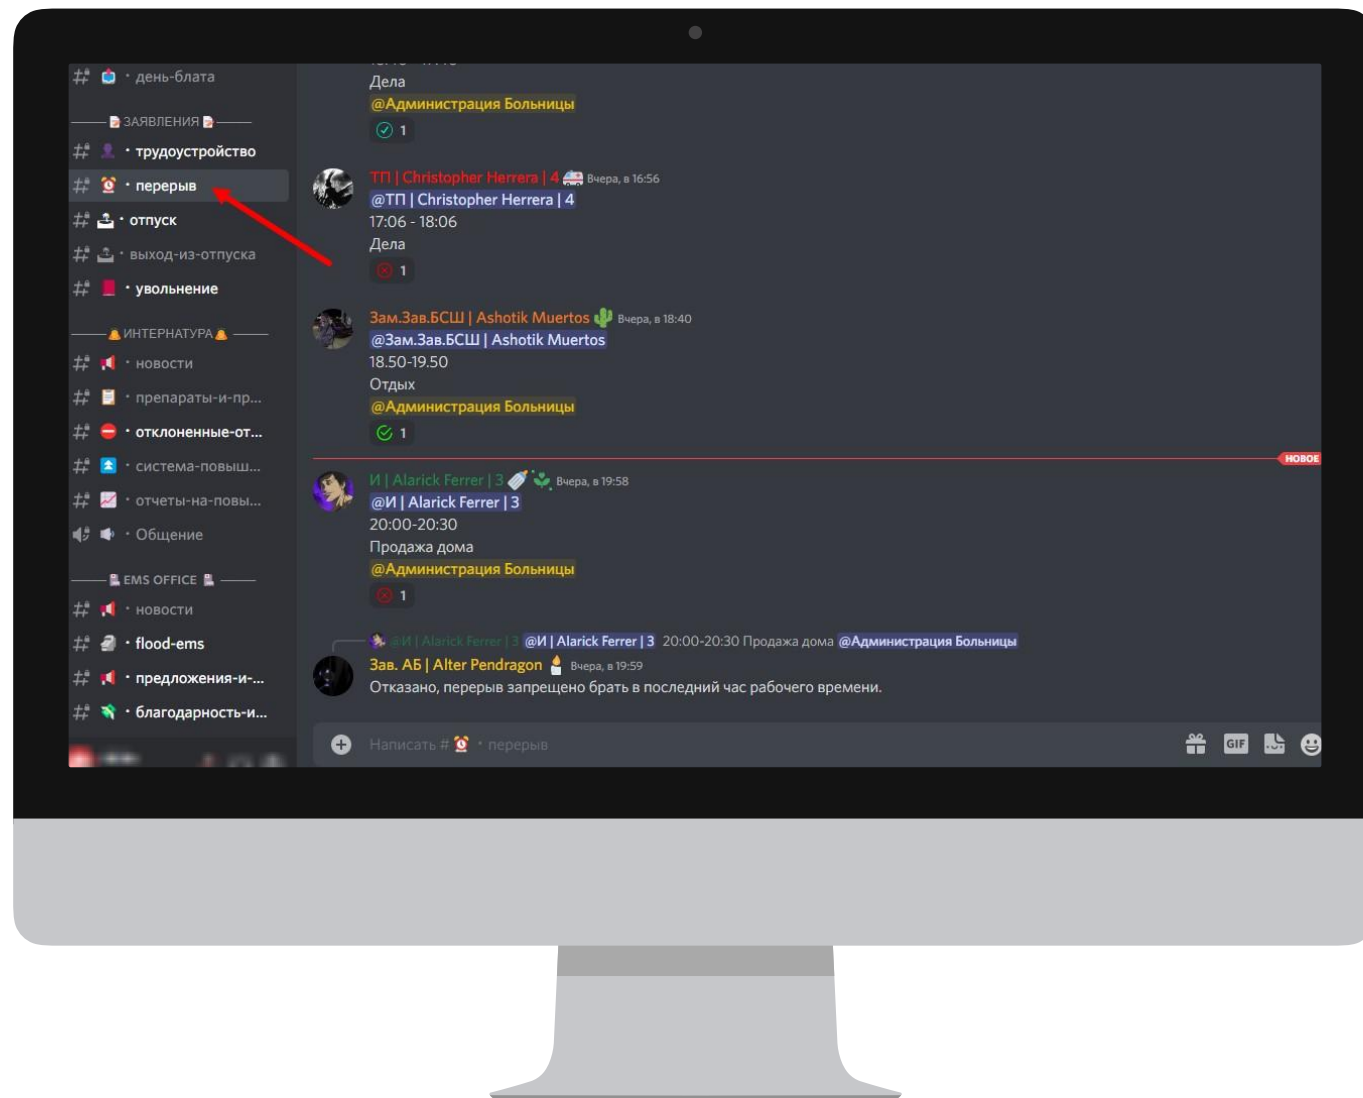 день-блата
ЗАЯВЛЕНИЯ
трудоустройство
перерыв
отпуск
выход-из-отпуска
увольнение
ИНТЕРНАТУРА
новости
препараты-и-пр...
отклоненные-от...
система-повыш...
отчеты-на-повы...
Общение
EMS OFFICE
новости
flood-ems
предложения-и-...
благодарность-и...
Дела
@Администрация Больницы
1
ТП | Christopher Herrera | 4 Вчера, в 16:56
@ТП | Christopher Herrera | 4
17:06 - 18:06
Дела
1
Зам.Зав.БСШ | Ashotik Muertos Вчера, в 18:40
@Зам.Зав.БСШ | Ashotik Muertos
18.50-19.50
Отдых
@Администрация Больницы
1
НОВОЕ
И | Alarick Ferrer | 3 Вчера, в 19:58
@И | Alarick Ferrer | 3
20:00-20:30
Продажа дома
@Администрация Больницы
1
@И | Alarick Ferrer | 3 @И | Alarick Ferrer | 3 20:00-20:30 Продажа дома @Администрация Больницы
Зав. АБ | Alter Pendragon Вчера, в 19:59
Отказано, перерыв запрещено брать в последний час рабочего времени.
Написать # перерыв
GIF